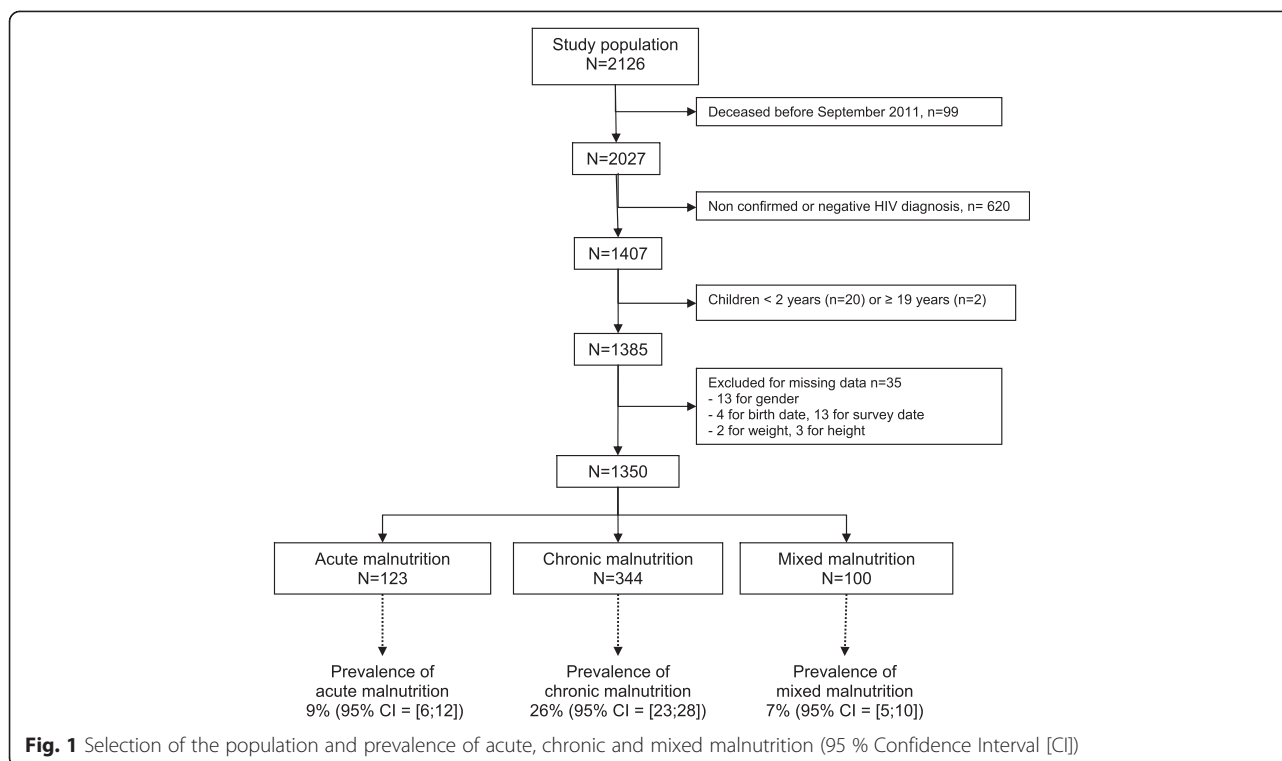 Study population
N=2126
Deceased before September 2011, n=99
N=2027
Non confirmed or negative HIV diagnosis, n= 620
N=1407
Children < 2 years (n=20) or ≥ 19 years (n=2)
N=1385
Excluded for missing data n=35
- 13 for gender
- 4 for birth date, 13 for survey date
- 2 for weight, 3 for height
N=1350
Acute malnutrition
N=123
Chronic malnutrition
N=344
Mixed malnutrition
N=100
Prevalence of
acute malnutrition
9% (95% CI = [6;12])
Prevalence of
chronic malnutrition
26% (95% CI = [23;28])
Prevalence of
mixed malnutrition
7% (95% CI = [5;10])
Fig. 1 Selection of the population and prevalence of acute, chronic and mixed malnutrition (95 % Confidence Interval [CI])